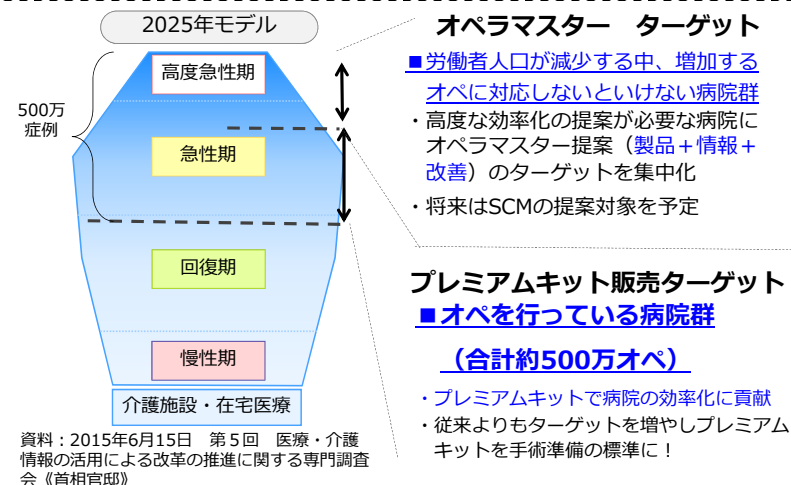 2025年モデル
高度急性期
500万
症例
急性期
回復期
慢性期
介護施設・在宅医療
資料：2015年6月15日　第５回　医療・介護
情報の活用による改革の推進に関する専門調査
会《首相官邸》
オペラマスター　ターゲット
■労働者人口が減少する中、増加する
オペに対応しないといけない病院群
・高度な効率化の提案が必要な病院に
オペラマスター提案（製品＋情報＋
改善）のターゲットを集中化
・将来はSCMの提案対象を予定
プレミアムキット販売ターゲット
■オペを行っている病院群
（合計約500万オペ）
・プレミアムキットで病院の効率化に貢献
・従来よりもターゲットを増やしプレミアム
キットを手術準備の標準に！